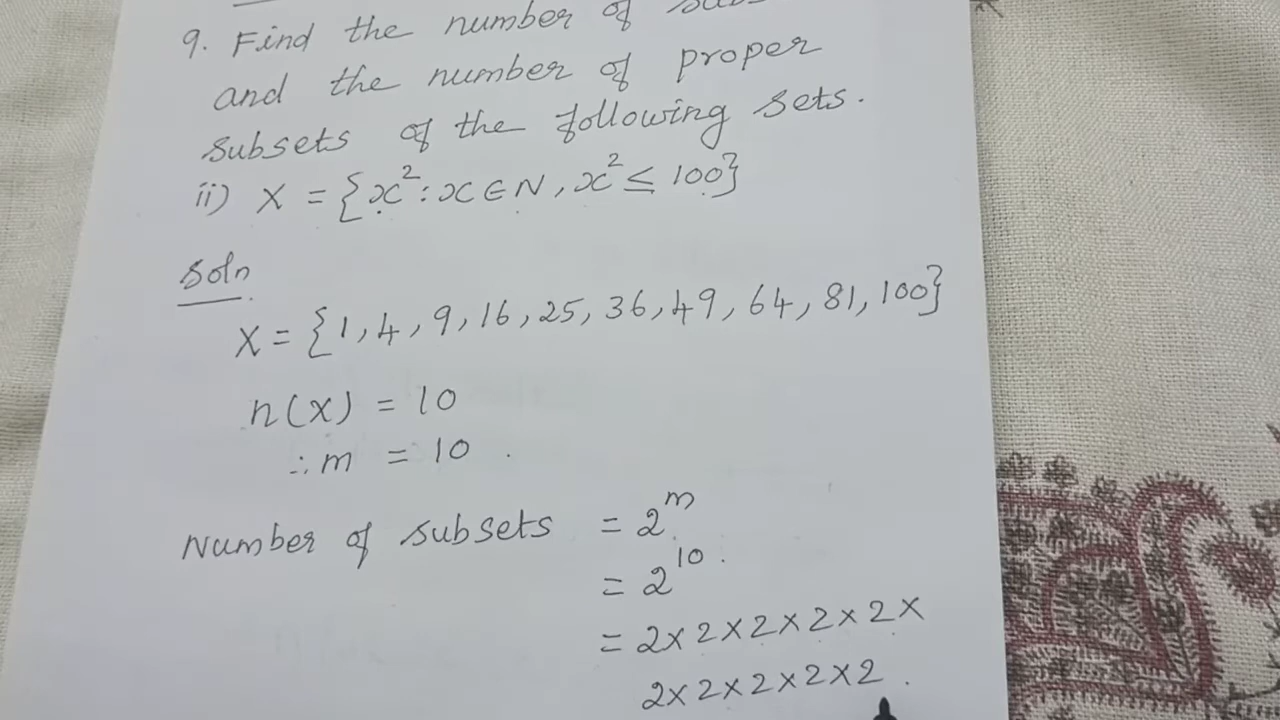 9. Find the number of
and the number of proper
subsets of the following sets.
ii) X = {x² : x ∈ N, x² ≤ 100}
Soln
X = {1, 4, 9, 16, 25, 36, 49, 64, 81, 100}
n(X) = 10
∴ m = 10.
Number of subsets = 2^m
= 2^10.
= 2 × 2 × 2 × 2 × 2 ×
2 × 2 × 2 × 2 × 2.